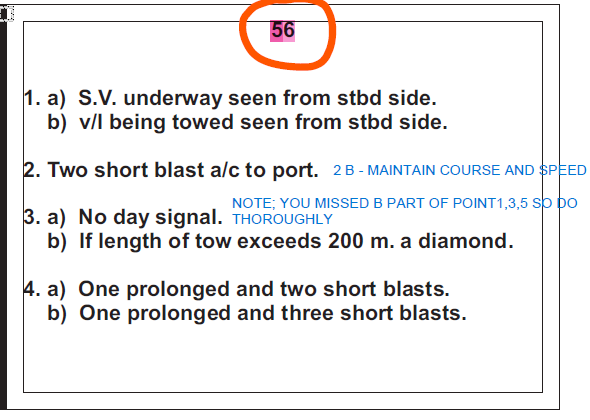 56
1. a) S.V. underway seen from stbd side.
b) v/l being towed seen from stbd side.
2. Two short blast a/c to port. 2 B - MAINTAIN COURSE AND SPEED
NOTE; YOU MISSED B PART OF POINT1,3,5 SO DO
3. a) No day signal. THOROUGHLY
b) If length of tow exceeds 200 m. a diamond.
4. a) One prolonged and two short blasts.
b) One prolonged and three short blasts.